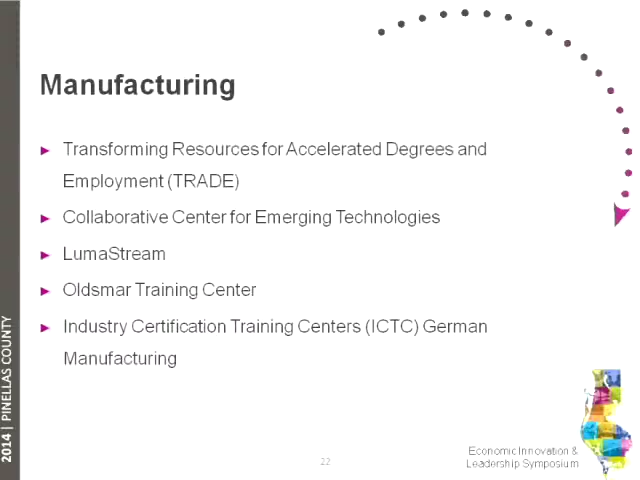 Manufacturing
► Transforming Resources for Accelerated Degrees and
Employment (TRADE)
► Collaborative Center for Emerging Technologies
► LumaStream
► Oldsmar Training Center
► Industry Certification Training Centers (ICTC) German
Manufacturing
2014 | PINELLAS COUNTY
22
Economic Innovation &
Leadership Symposium